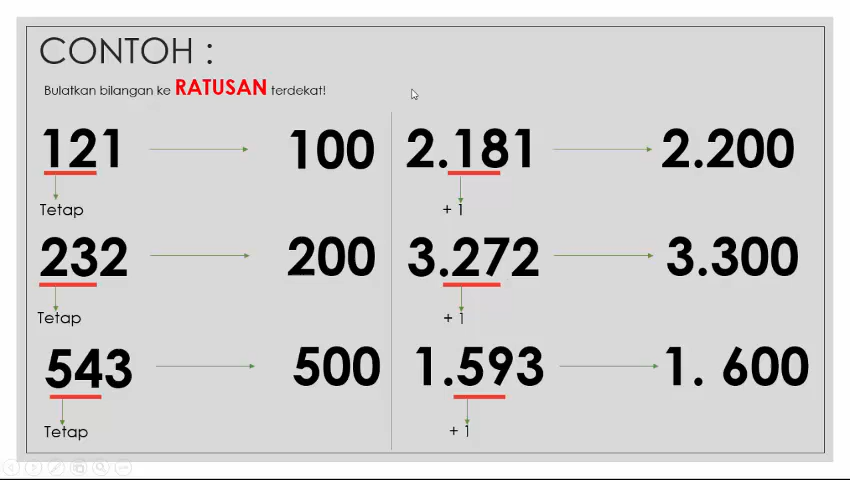 CONTOH :
Bulatkan bilangan ke RATUSAN terdekat!
121 100
Tetap
232 200
Tetap
543 500
Tetap
2.181 2.200
+ 1
3.272 3.300
+ 1
1.593 1. 600
+ 1